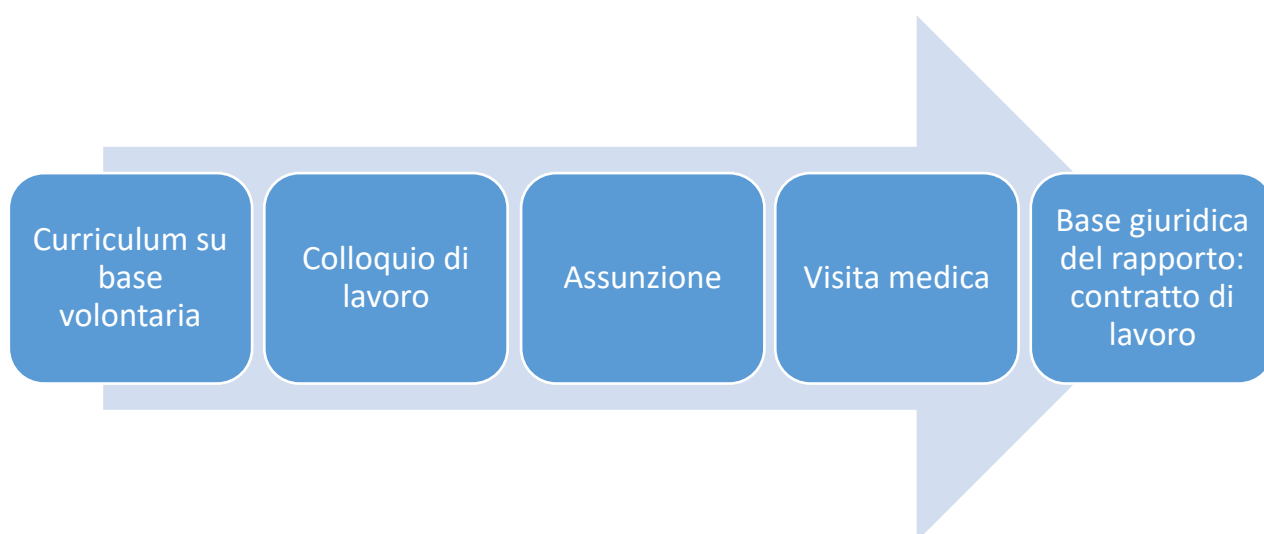 Curriculum su
base
volontaria
Colloquio di
lavoro
Assunzione
Visita medica
Base giuridica
del rapporto:
contratto di
lavoro